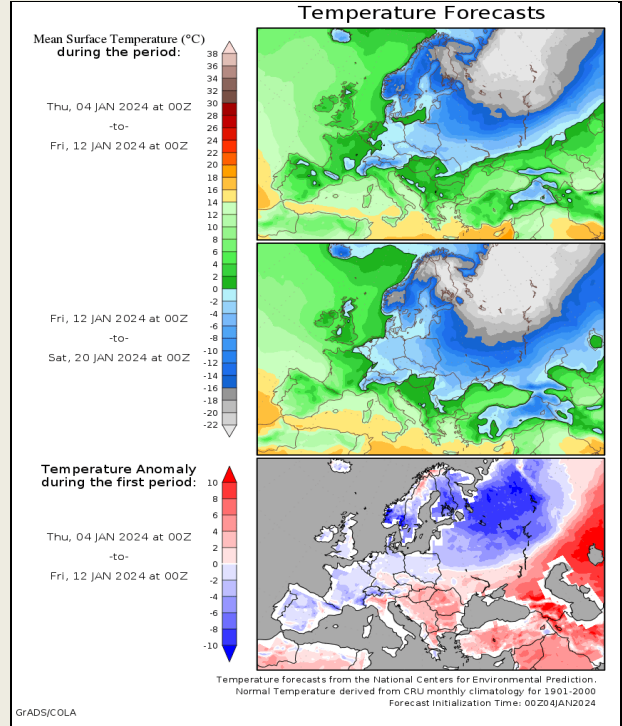 Temperature Forecasts
Mean Surface Temperature (°C)
during the period:
Thu, 04 JAN 2024 at 00Z
-to-
Fri, 12 JAN 2024 at 00Z
38
36
34
32
30
28
26
24
22
20
18
16
14
12
10
8
6
4
2
0
-2
-4
-6
-8
-10
-12
-14
-16
-18
-20
-22
Fri, 12 JAN 2024 at 00Z
-to-
Sat, 20 JAN 2024 at 00Z
Temperature Anomaly
during the first period:
Thu, 04 JAN 2024 at 00Z
-to-
Fri, 12 JAN 2024 at 00Z
10
8
6
4
2
0
-2
-4
-6
-8
-10
Temperature forecasts from the National Centers for Environmental Prediction.
Normal Temperature derived from CRU monthly climatology for 1901-2000
Forecast Initialization Time: 00Z04JAN2024
GrADS/COLA